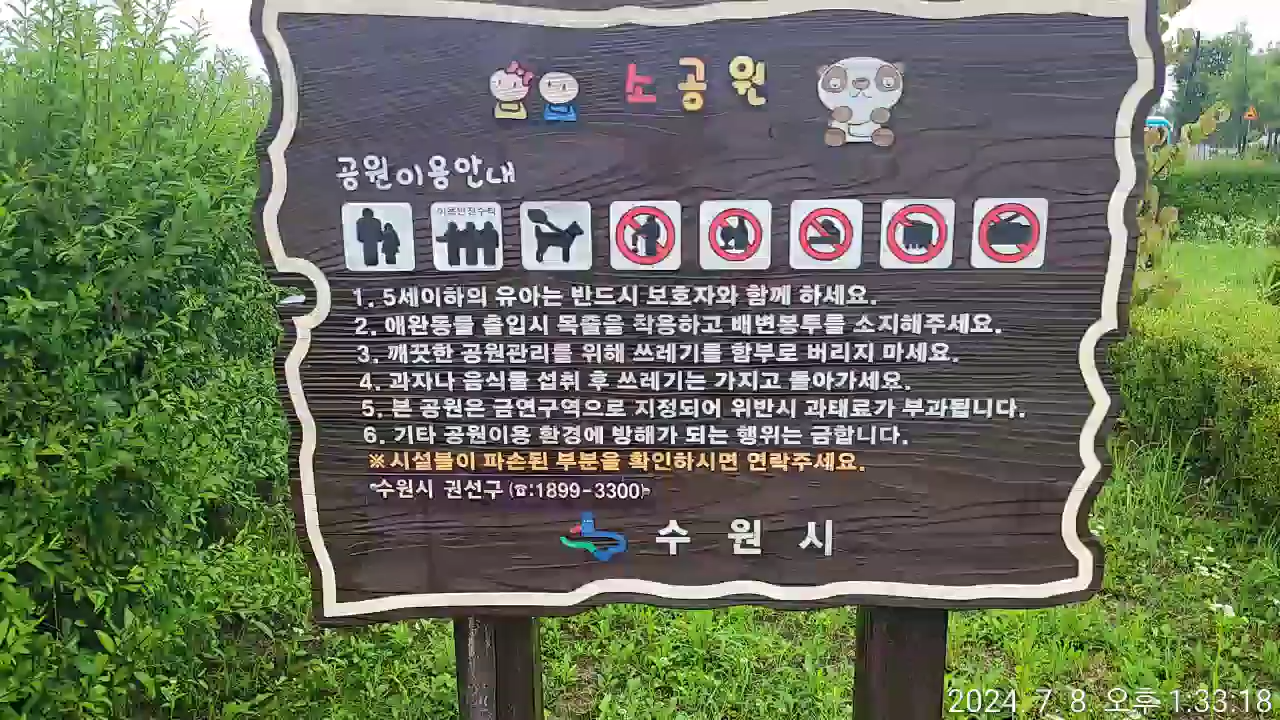 소공원
공원이용안내
이용안전수칙
1. 5세이하의 유아는 반드시 보호자와 함께 하세요.
2. 애완동물 출입시 목줄을 착용하고 배변봉투를 소지해주세요.
3. 깨끗한 공원관리를 위해 쓰레기를 함부로 버리지 마세요.
4. 과자나 음식물 섭취 후 쓰레기는 가지고 돌아가세요.
5. 본 공원은 금연구역으로 지정되어 위반시 과태료가 부과됩니다.
6. 기타 공원이용 환경에 방해가 되는 행위는 금합니다.
※시설물이 파손된 부분을 확인하시면 연락주세요.
수원시 권선구 (☎:1899-3300)
수 원 시
2024. 7. 8. 오후 1:33:18